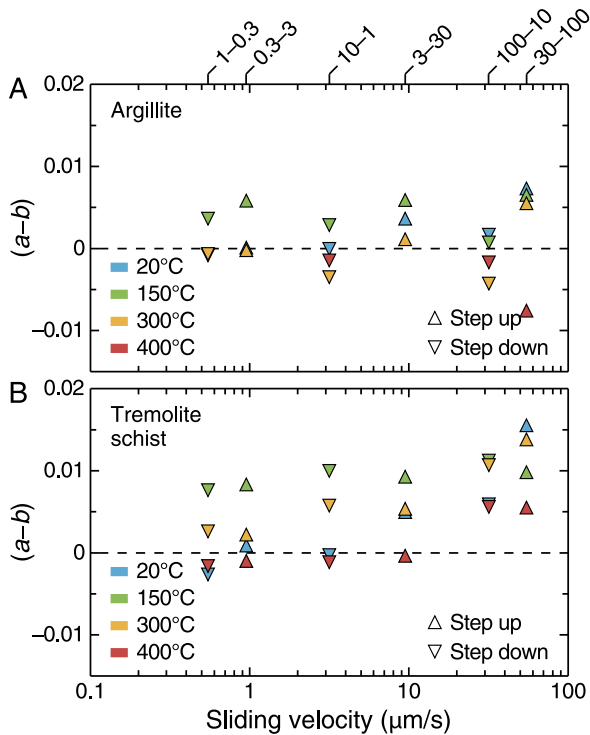 1–0.3
0.3–3
10–1
3–30
100–10
30–100
A
0.02
Argillite
0.01
(a–b)
0
20°C
150°C
300°C
400°C
Step up
Step down
−0.01
B
0.02
Tremolite
schist
0.01
(a–b)
0
20°C
150°C
300°C
400°C
Step up
Step down
−0.01
0.1
1
10
100
Sliding velocity (μm/s)